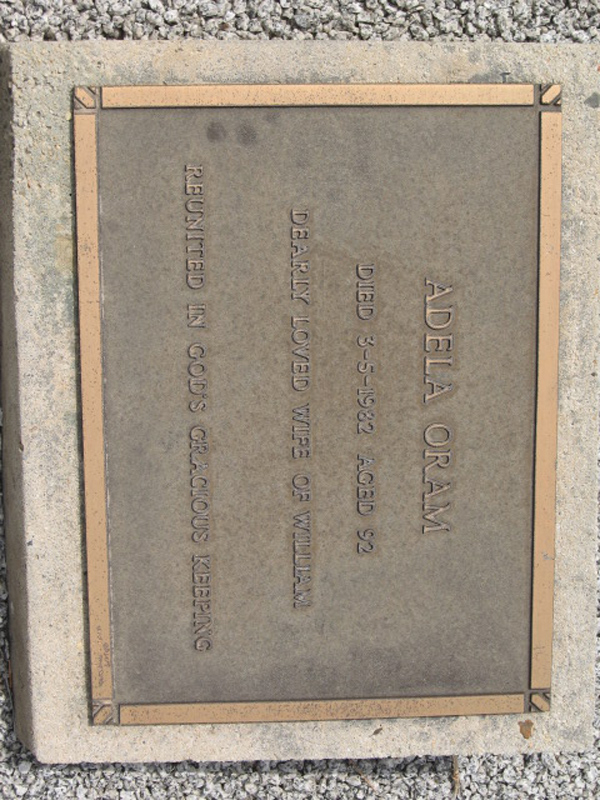 ADELA ORAM
DIED 3-5-1982 AGED 92
DEARLY LOVED WIFE OF WILLIAM
REUNITED IN GOD'S GRACIOUS KEEPING